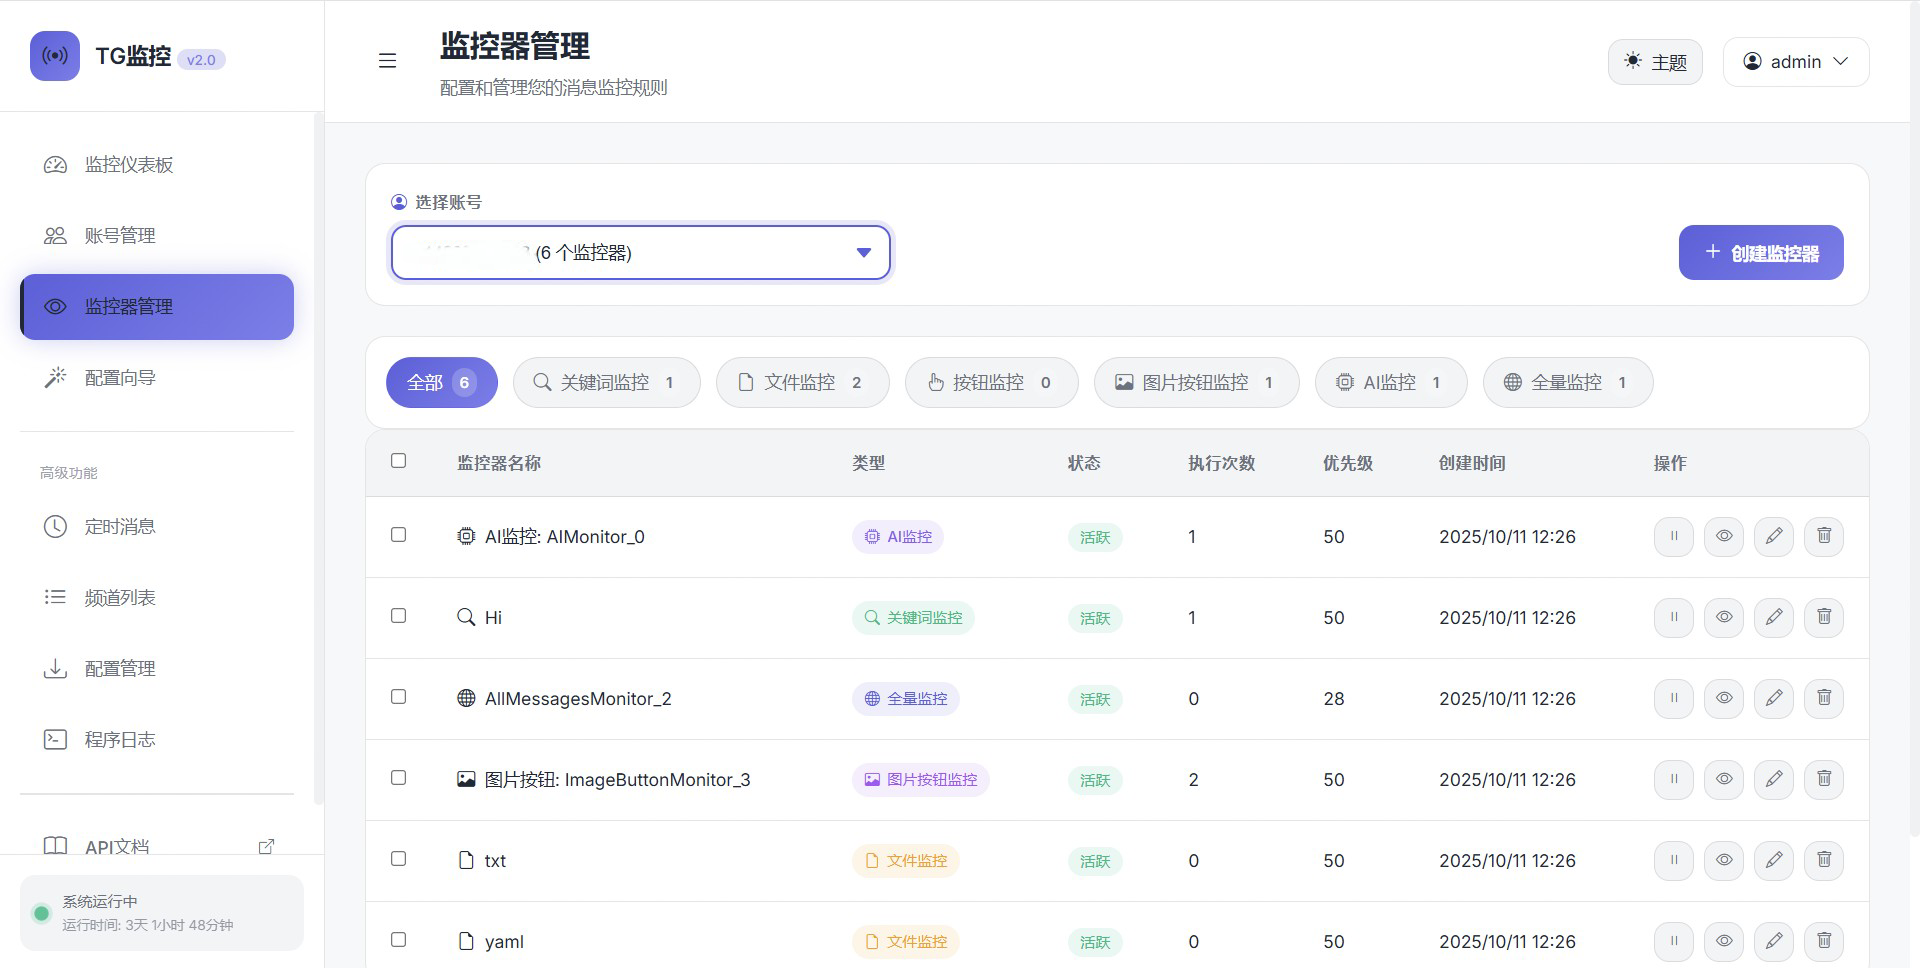 TG监控 v2.0
监控仪表板
账号管理
监控器管理
配置向导
高级功能
定时消息
频道列表
配置管理
程序日志
API文档
系统运行中
运行时间: 3天 1小时 48分钟
监控器管理
配置和管理您的消息监控规则
主题
admin
选择账号
(6 个监控器)
创建监控器
全部 6 关键词监控 1 文件监控 2 按钮监控 0 图片按钮监控 1 AI监控 1 全量监控 1
监控器名称 类型 状态 执行次数 优先级 创建时间 操作
AI监控: AIMonitor_0 AI监控 活跃 1 50 2025/10/11 12:26
Hi 关键词监控 活跃 1 50 2025/10/11 12:26
AllMessagesMonitor_2 全量监控 活跃 0 28 2025/10/11 12:26
图片按钮: ImageButtonMonitor_3 图片按钮监控 活跃 2 50 2025/10/11 12:26
txt 文件监控 活跃 0 50 2025/10/11 12:26
yaml 文件监控 活跃 0 50 2025/10/11 12:26